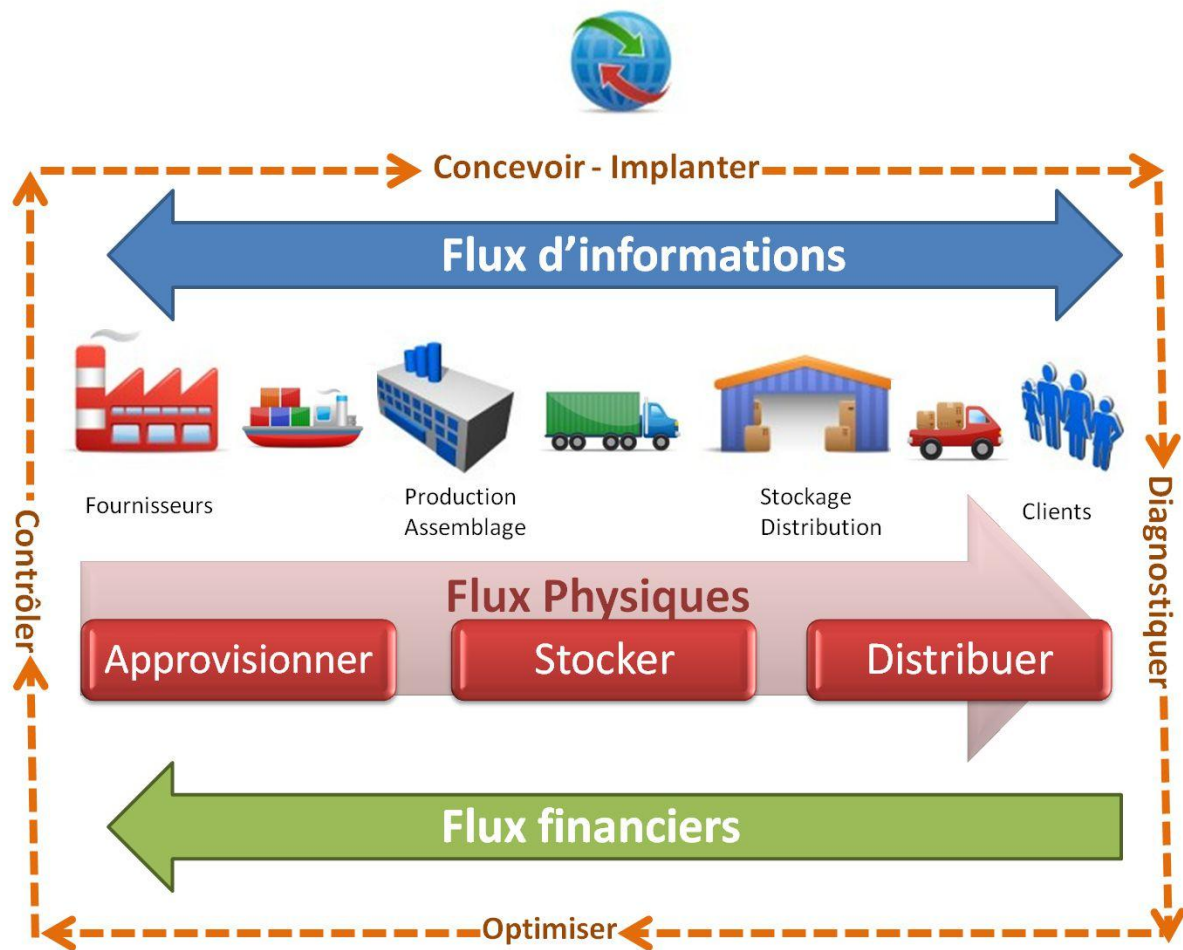 Concevoir - Implanter
Flux d’informations
Fournisseurs
Production
Assemblage
Stockage
Distribution
Clients
Contrôler
Diagnostiquer
Flux Physiques
Approvisionner
Stocker
Distribuer
Flux financiers
Optimiser